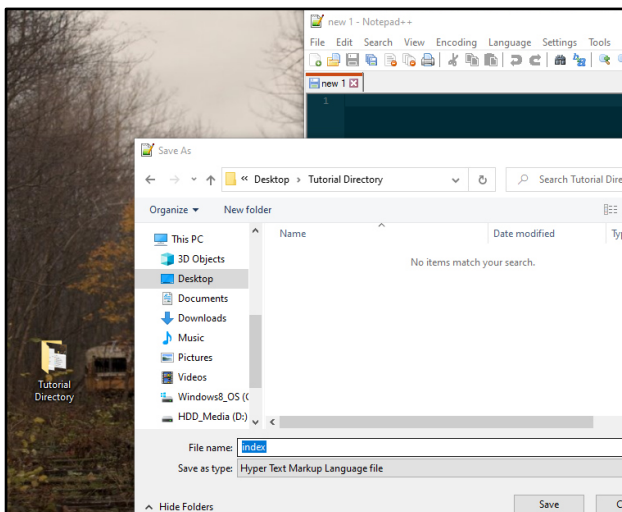 new 1 - Notepad++
File Edit Search View Encoding Language Settings Tools
new 1
1
Save As
« Desktop › Tutorial Directory
Search Tutorial Dire
Organize New folder
Name Date modified Ty
This PC
No items match your search.
3D Objects
Desktop
Documents
Downloads
Music
Pictures
Videos
Windows8_OS (C
HDD_Media (D:)
Tutorial
Directory
File name: index
Save as type: Hyper Text Markup Language file
Hide Folders Save C